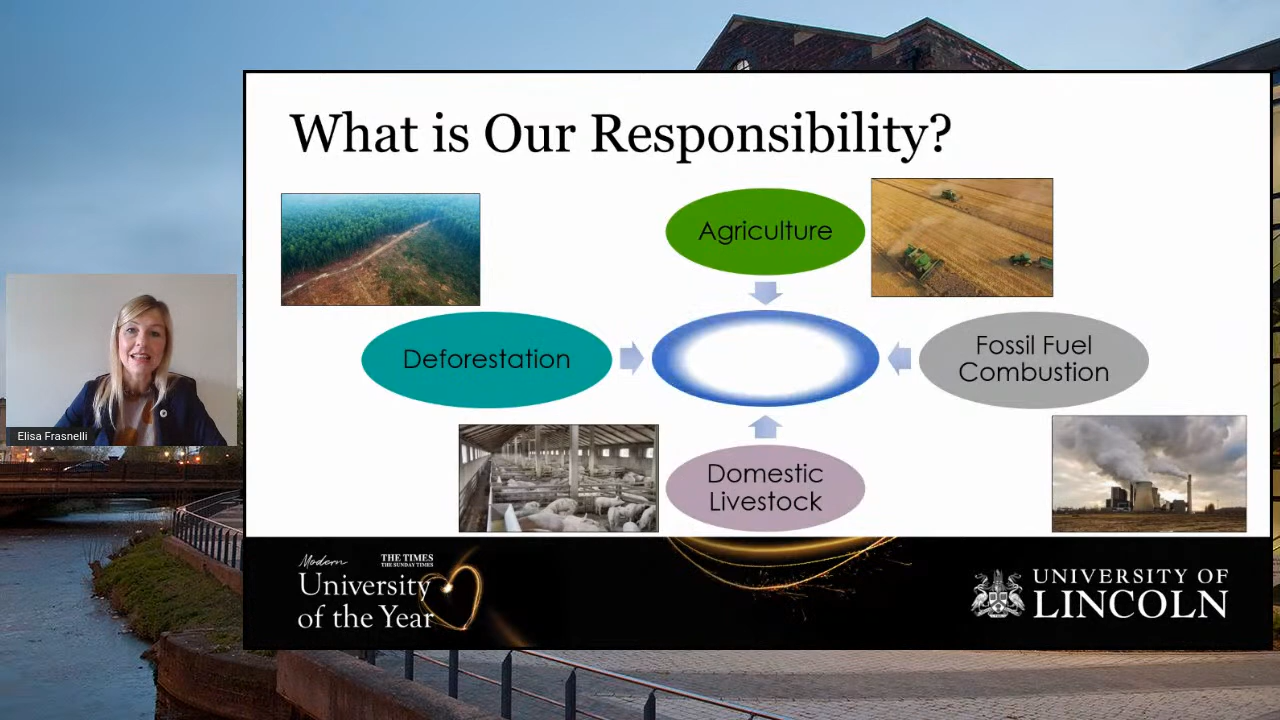 What is Our Responsibility?
Agriculture
Deforestation
Fossil Fuel
Combustion
Domestic
Livestock
Elisa Frasnelli
Modern
THE TIMES
THE SUNDAY TIMES
University
of the Year
UNIVERSITY OF
LINCOLN